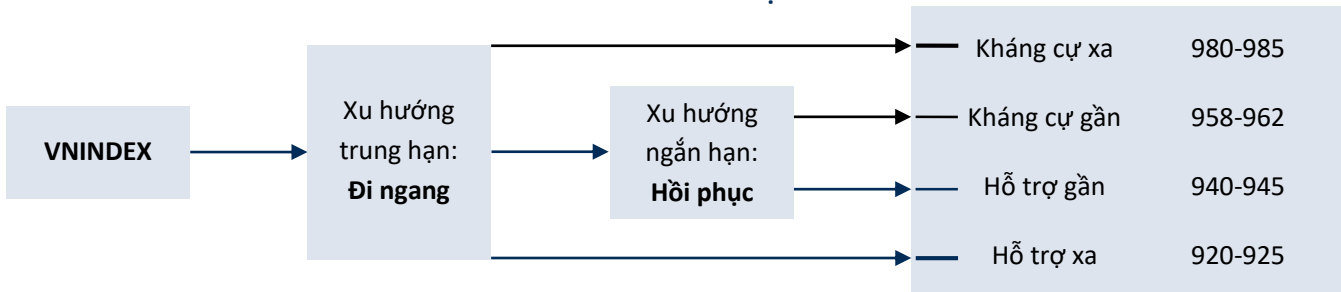 VNINDEX
Xu hướng
trung hạn:
Đi ngang
Xu hướng
ngắn hạn:
Hồi phục
Kháng cự xa 980-985
Kháng cự gần 958-962
Hỗ trợ gần 940-945
Hỗ trợ xa 920-925